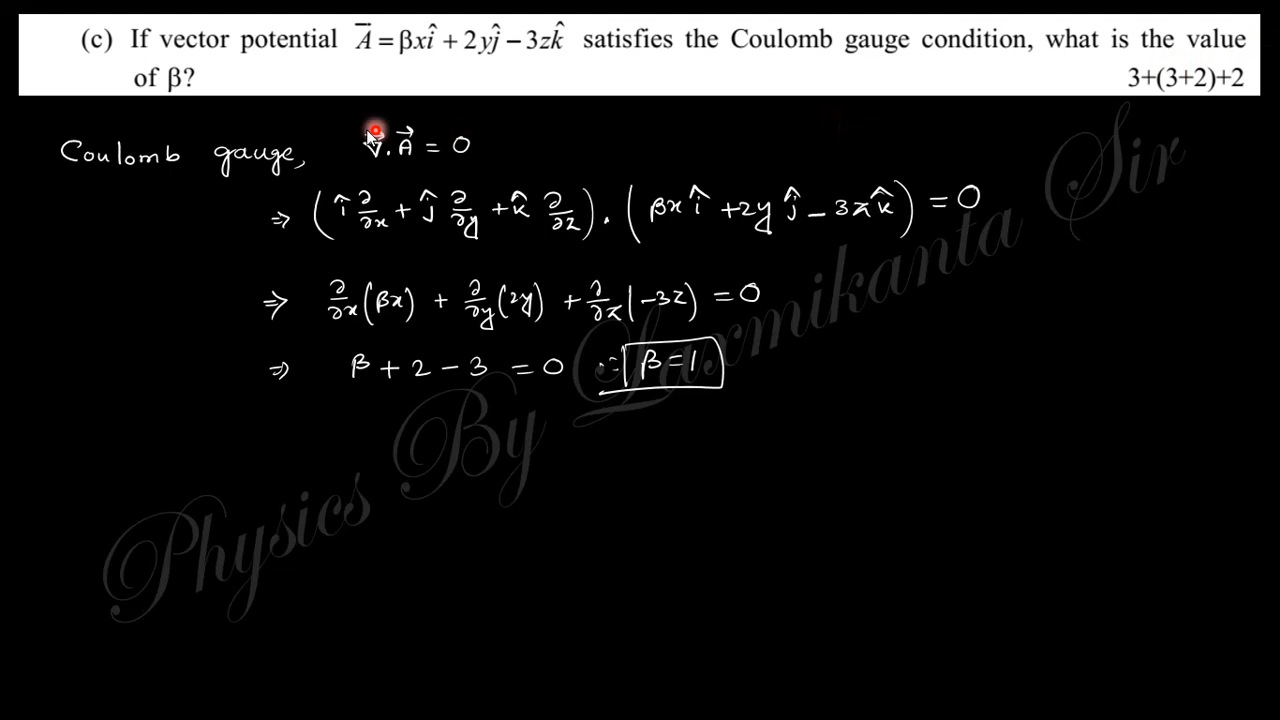 (c) If vector potential A̅ = βxî + 2yĵ − 3zk̂ satisfies the Coulomb gauge condition, what is the value
of β? 3+(3+2)+2
Coulomb gauge, ∇⃗.A⃗ = 0
⇒ (î ∂/∂x + ĵ ∂/∂y + k̂ ∂/∂z) . (βx î + 2y ĵ − 3z k̂) = 0
⇒ ∂/∂x (βx) + ∂/∂y (2y) + ∂/∂z (−3z) = 0
⇒ β + 2 − 3 = 0 ∴ β = 1
Physics By Laxmikanta Sir